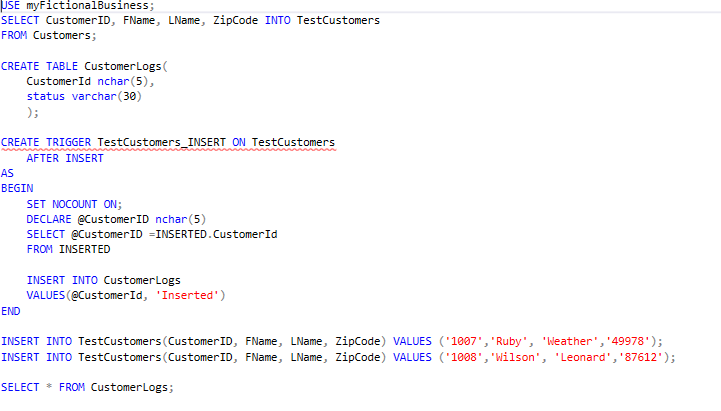 USE myFictionalBusiness;
SELECT CustomerID, FName, LName, ZipCode INTO TestCustomers
FROM Customers;

CREATE TABLE CustomerLogs(
    CustomerId nchar(5),
    status varchar(30)
    );

CREATE TRIGGER TestCustomers_INSERT ON TestCustomers
    AFTER INSERT
AS
BEGIN
    SET NOCOUNT ON;
    DECLARE @CustomerID nchar(5)
    SELECT @CustomerID =INSERTED.CustomerId
    FROM INSERTED

    INSERT INTO CustomerLogs
    VALUES(@CustomerId, 'Inserted')
END

INSERT INTO TestCustomers(CustomerID, FName, LName, ZipCode) VALUES ('1007','Ruby', 'Weather','49978');
INSERT INTO TestCustomers(CustomerID, FName, LName, ZipCode) VALUES ('1008','Wilson', 'Leonard','87612');

SELECT * FROM CustomerLogs;